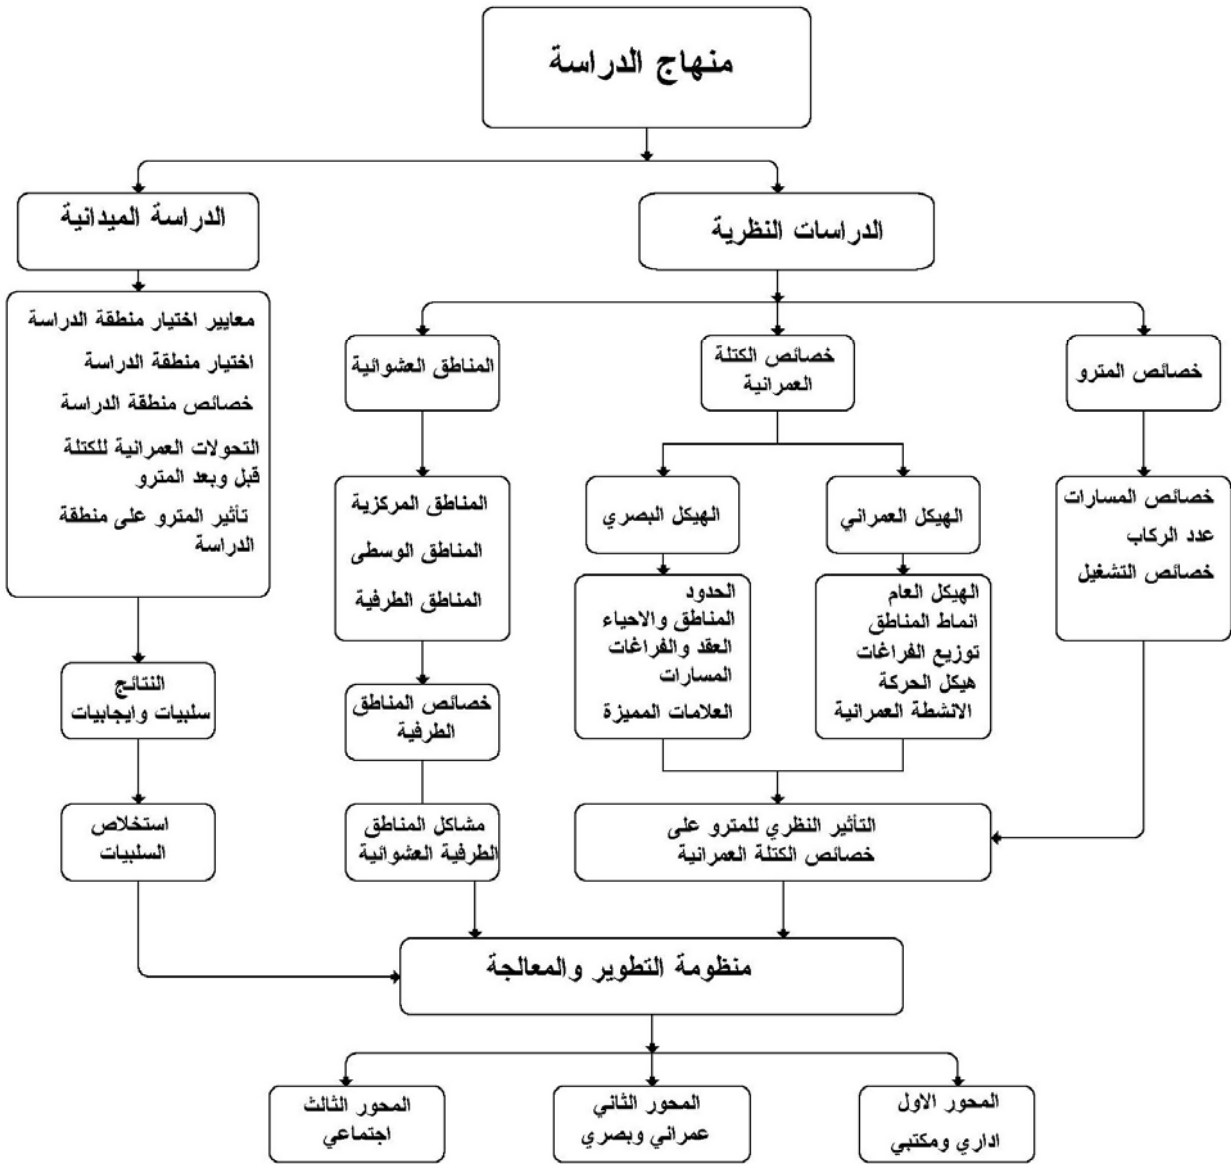 منهاج الدراسة
الدراسات النظرية
الدراسة الميدانية
خصائص المترو
خصائص الكتلة
العمرانية
المناطق العشوائية
معايير اختيار منطقة الدراسة
اختيار منطقة الدراسة
خصائص منطقة الدراسة
التحولات العمرانية للكتلة
قبل وبعد المترو
تأثير المترو على منطقة
الدراسة
خصائص المسارات
عدد الركاب
خصائص التشغيل
الهيكل العمراني
الهيكل البصري
المناطق المركزية
المناطق الوسطى
المناطق الطرفية
الهيكل العام
انماط المناطق
توزيع الفراغات
هيكل الحركة
الانشطة العمرانية
الحدود
المناطق والاحياء
العقد والفراغات
المسارات
العلامات المميزة
خصائص المناطق
الطرفية
النتائج
سلبيات وايجابيات
التأثير النظري للمترو على
خصائص الكتلة العمرانية
مشاكل المناطق
الطرفية العشوائية
استخلاص
السلبيات
منظومة التطوير والمعالجة
المحور الاول
اداري ومكتبي
المحور الثاني
عمراني وبصري
المحور الثالث
اجتماعي